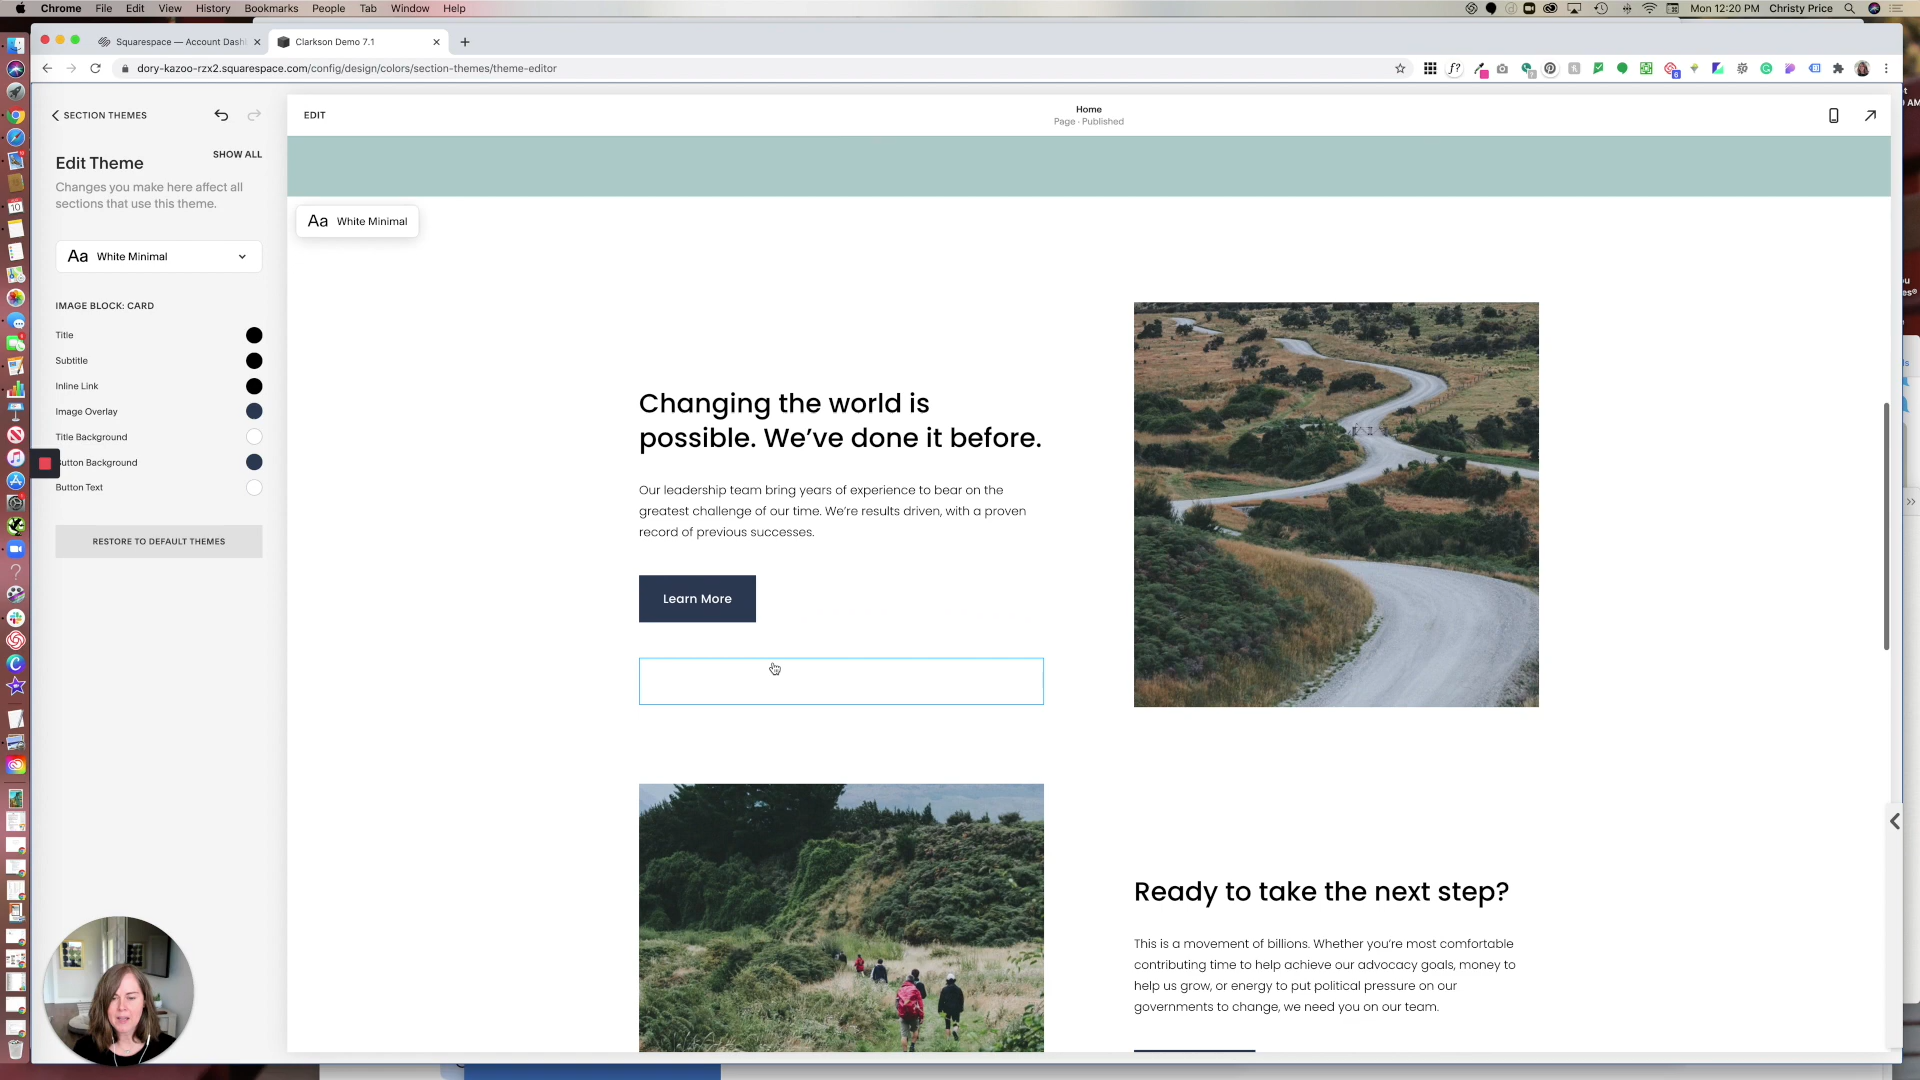 Chrome File Edit View History Bookmarks People Tab Window Help
Mon 12:20 PM Christy Price
Squarespace — Account Dash
Clarkson Demo 7.1
dory-kazoo-rzx2.squarespace.com/config/design/colors/section-themes/theme-editor
SECTION THEMES
EDIT
Home
Page · Published
SHOW ALL
Edit Theme
Changes you make here affect all
sections that use this theme.
Aa White Minimal
Aa White Minimal
IMAGE BLOCK: CARD
Title
Subtitle
Inline Link
Image Overlay
Title Background
utton Background
Button Text
RESTORE TO DEFAULT THEMES
Changing the world is
possible. We’ve done it before.
Our leadership team bring years of experience to bear on the
greatest challenge of our time. We’re results driven, with a proven
record of previous successes.
Learn More
Ready to take the next step?
This is a movement of billions. Whether you’re most comfortable
contributing time to help achieve our advocacy goals, money to
help us grow, or energy to put political pressure on our
governments to change, we need you on our team.